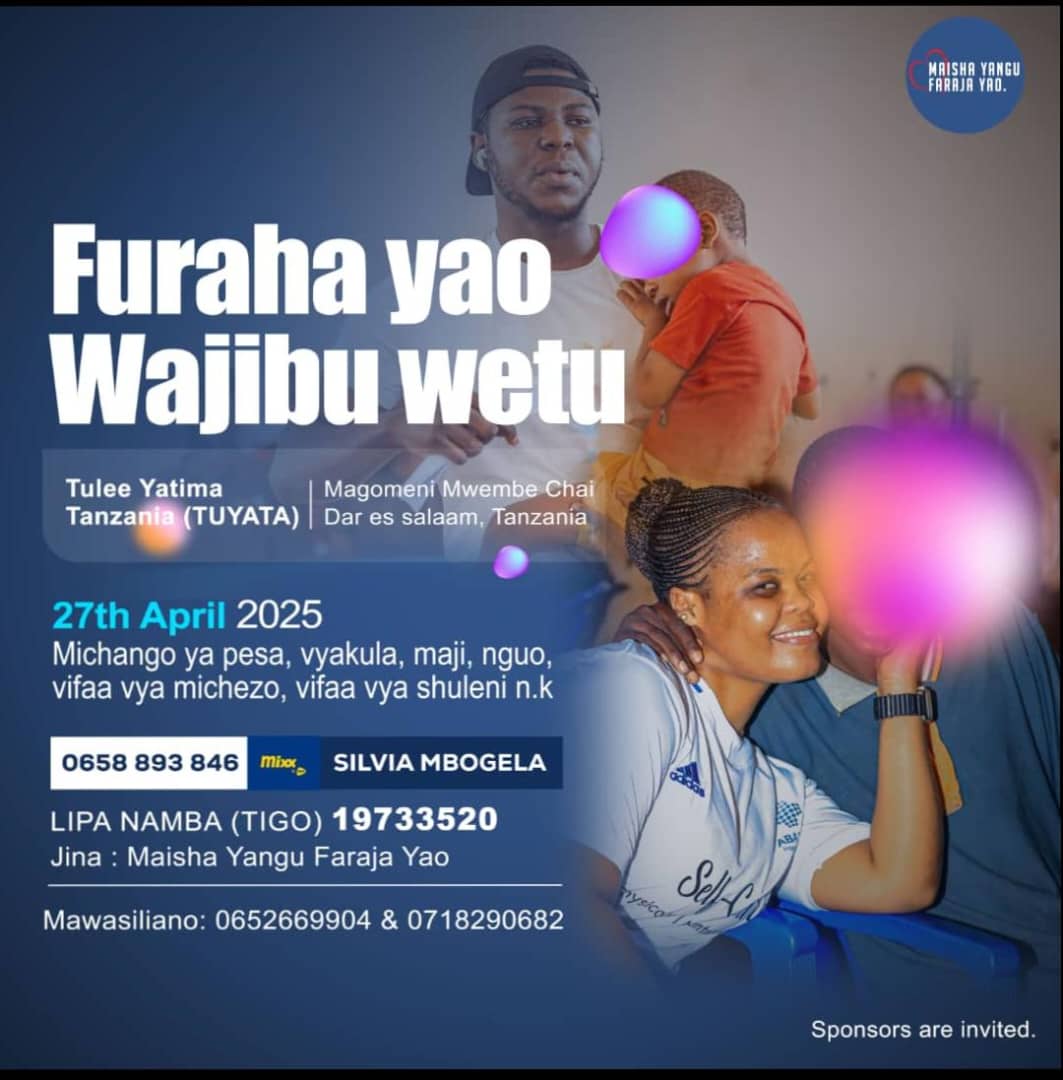 MAISHA YANGU
FARAJA YAO.
Furaha yao
Wajibu wetu
Tulee Yatima
Tanzania (TUYATA)
Magomeni Mwembe Chai
Dar es salaam, Tanzania
27th April 2025
Michango ya pesa, vyakula, maji, nguo,
vifaa vya michezo, vifaa vya shuleni n.k
0658 893 846 mixx SILVIA MBOGELA
LIPA NAMBA (TIGO) 19733520
Jina : Maisha Yangu Faraja Yao
Mawasiliano: 0652669904 & 0718290682
adidas
Sponsors are invited.